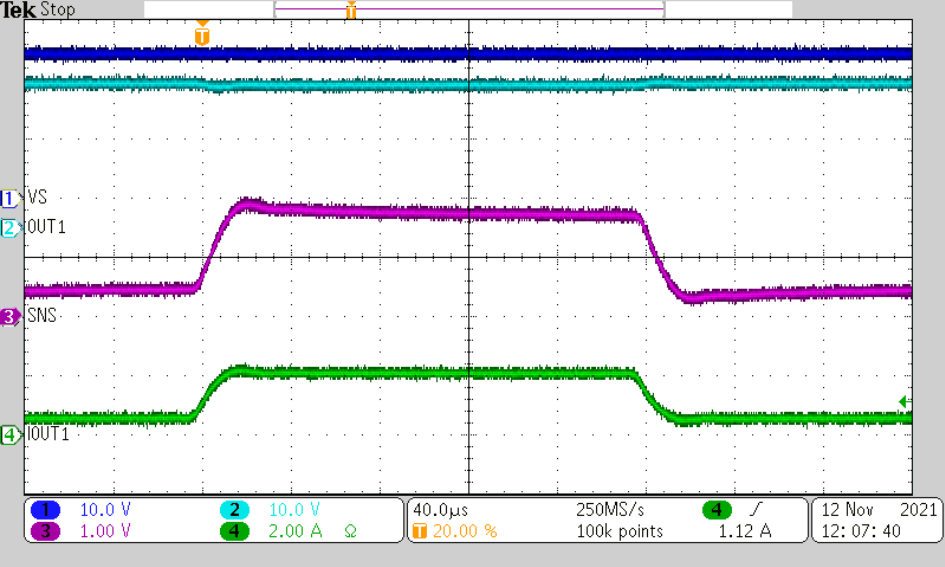 Tek Stop
T
T
1 VS
2 OUT1
3 SNS
4 IOUT1
1 10.0 V 2 10.0 V 40.0µs 250MS/s 4 12 Nov 2021
3 1.00 V 4 2.00 A Ω T 20.00 % 100k points 1.12 A 12:07:40